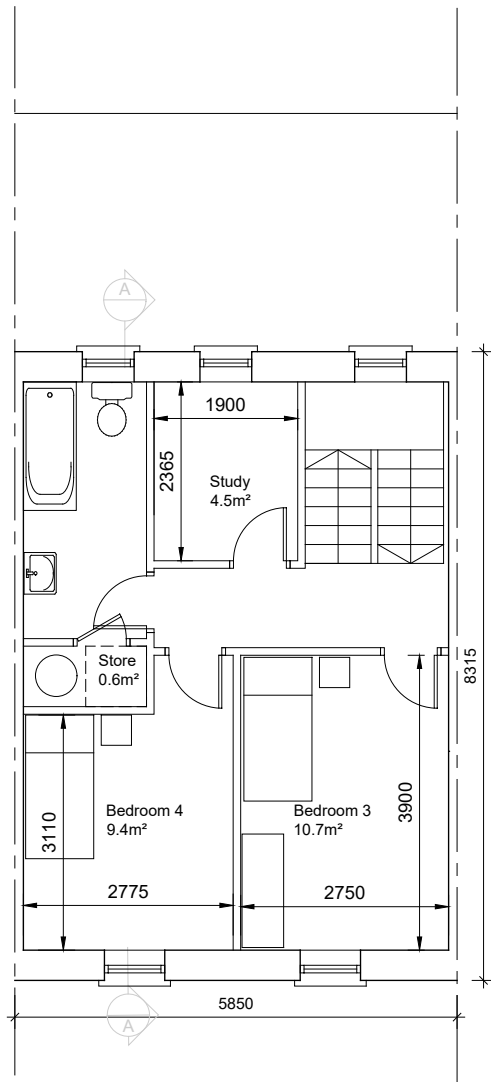 A
1900
2365
Study
4.5m²
Store
0.6m²
8315
Bedroom 4
9.4m²
Bedroom 3
10.7m²
3110
3900
2775
2750
5850
A